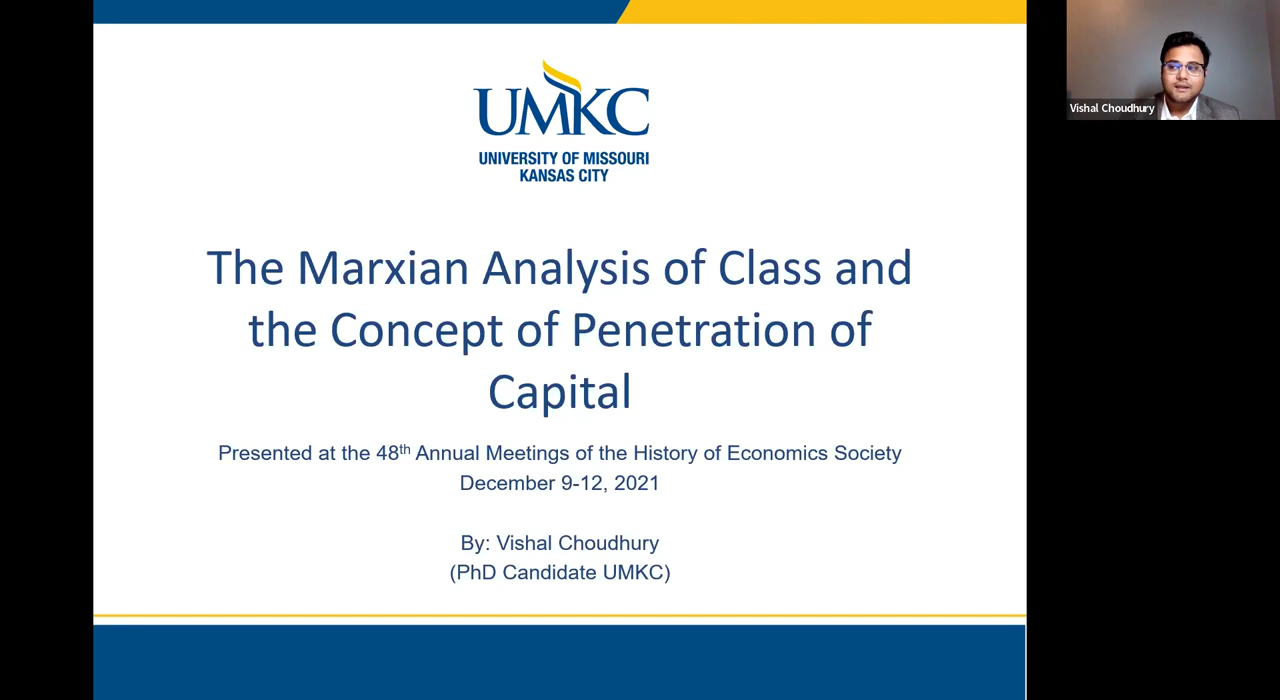 UMKC
UNIVERSITY OF MISSOURI
KANSAS CITY
The Marxian Analysis of Class and
the Concept of Penetration of
Capital
Presented at the 48th Annual Meetings of the History of Economics Society
December 9-12, 2021
By: Vishal Choudhury
(PhD Candidate UMKC)
Vishal Choudhury